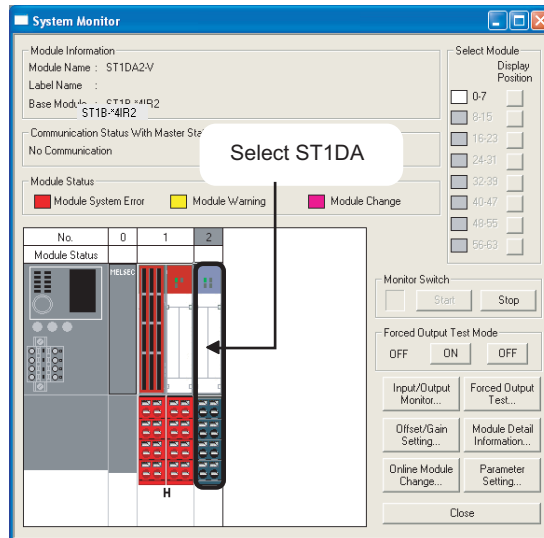 System Monitor
Module Information
Module Name : ST1DA2-V
Label Name :
Base Module : ST1B-*4IR2
ST1B-*4IR2
Communication Status With Master Sta
No Communication
Select ST1DA
Module Status
Module System Error
Module Warning
Module Change
No. 0 1 2
Module Status
MELSEC
H
Select Module
Display
Position
0-7
8-15
16-23
24-31
32-39
40-47
48-55
56-63
Monitor Switch
Start
Stop
Forced Output Test Mode
OFF
ON
OFF
Input/Output
Monitor...
Forced Output
Test...
Offset/Gain
Setting...
Module Detail
Information...
Online Module
Change...
Parameter
Setting...
Close